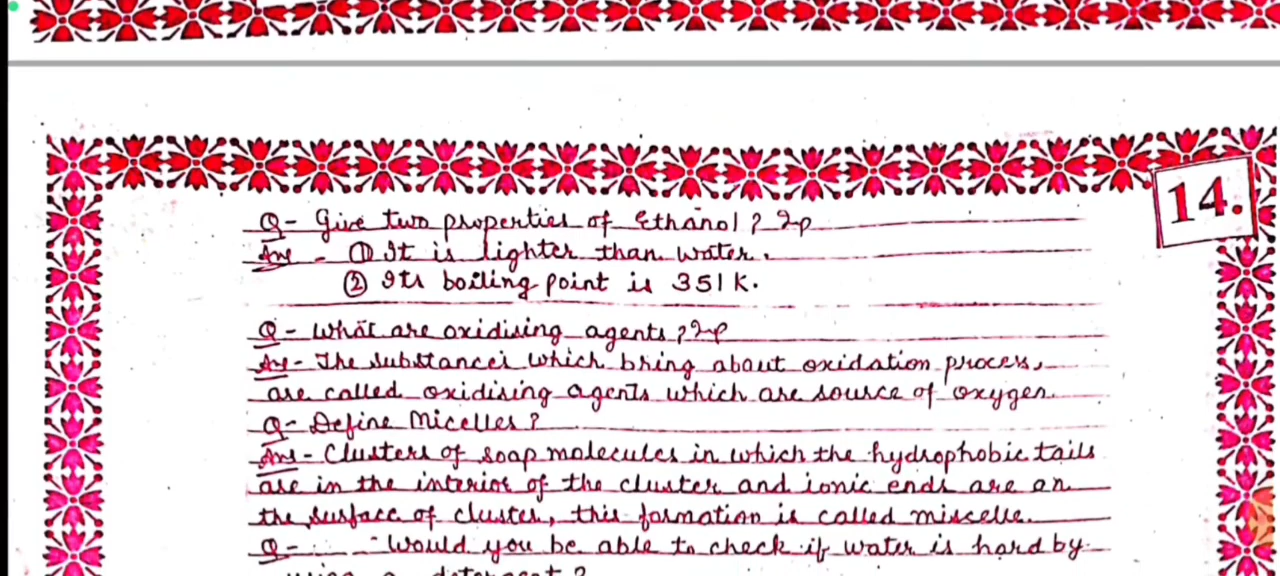 14.
Q- Give two properties of Ethanol ? Imp
Ans - ① It is lighter than water.
② Its boiling point is 351 K.
Q- What are oxidising agents ? Imp
Ans- The substances which bring about oxidation process,
are called oxidising agents which are source of oxygen.
Q- Define Micelles ?
Ans- Clusters of soap molecules in which the hydrophobic tails
are in the interior of the cluster and ionic ends are on
the surface of cluster, this formation is called miscelle.
Q- Would you be able to check if water is hard by
using a detergent ?